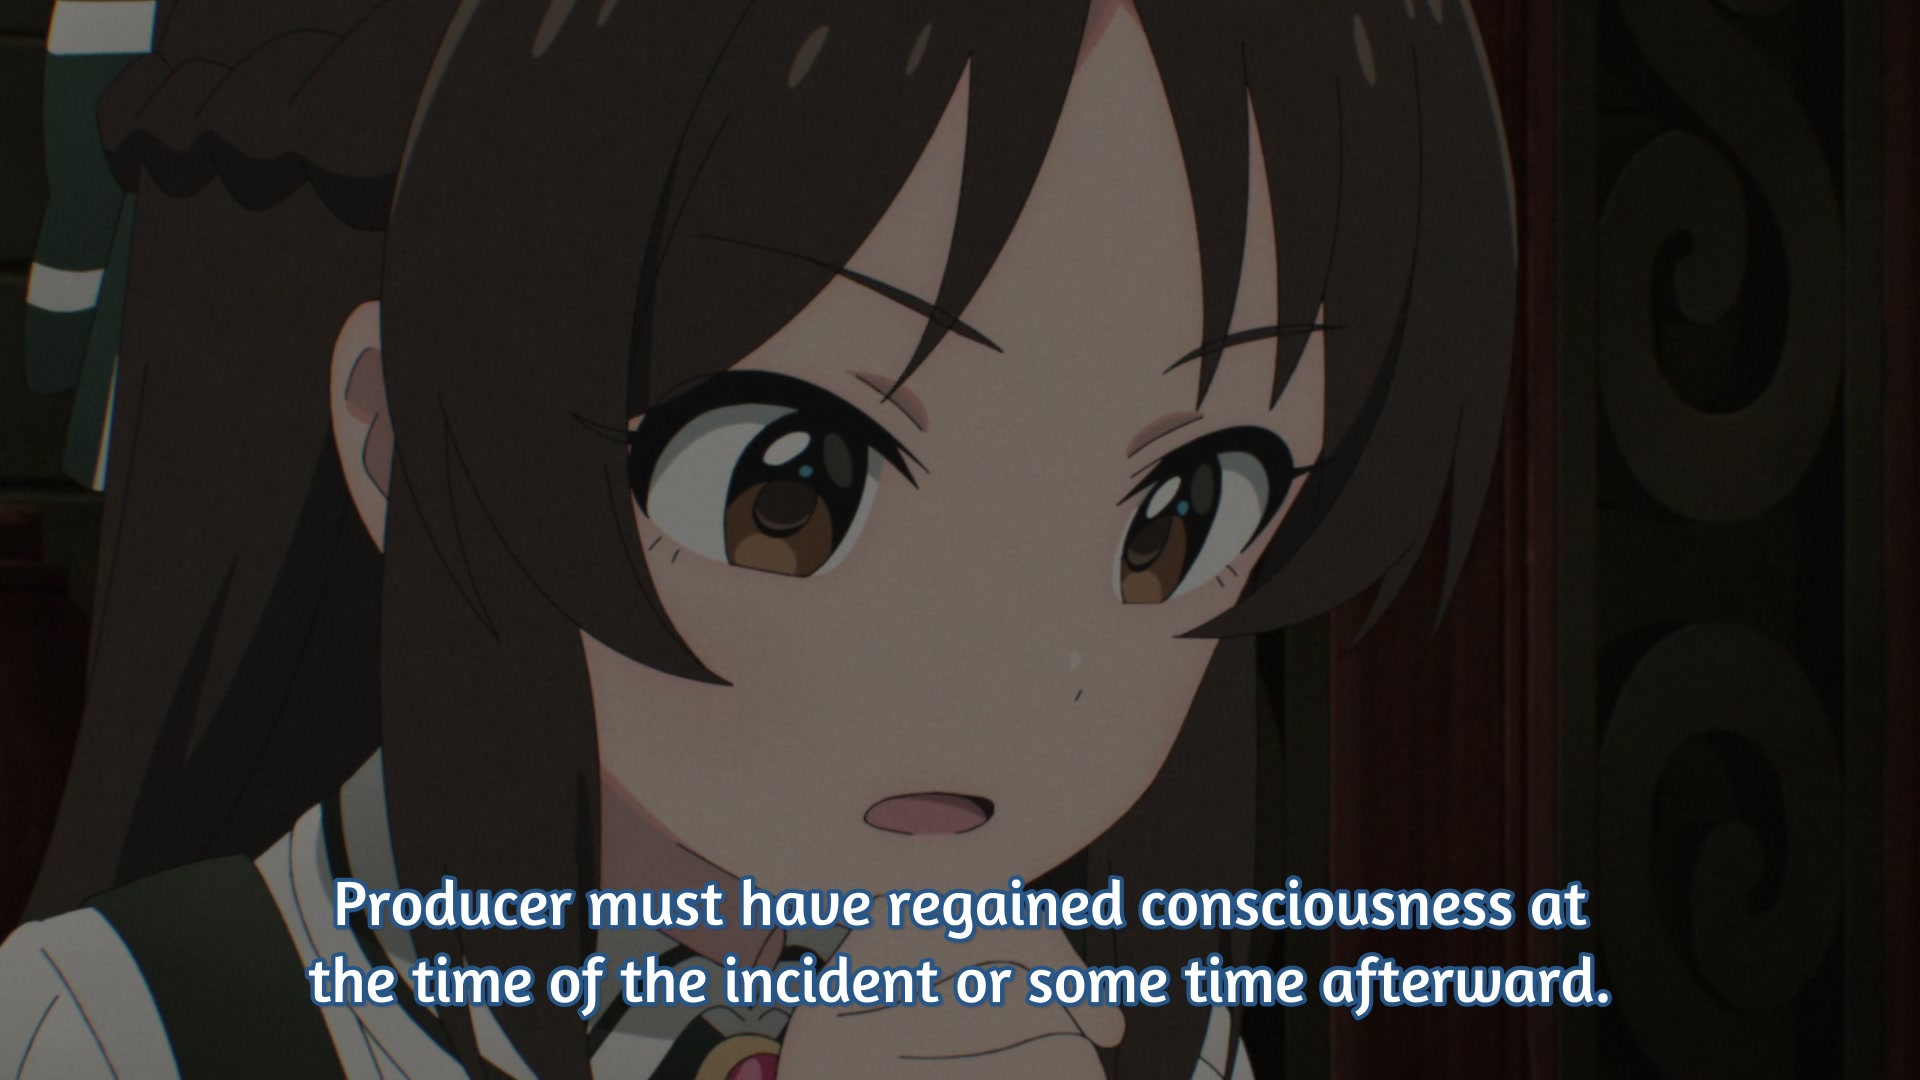 Producer must have regained consciousness at
the time of the incident or some time afterward.